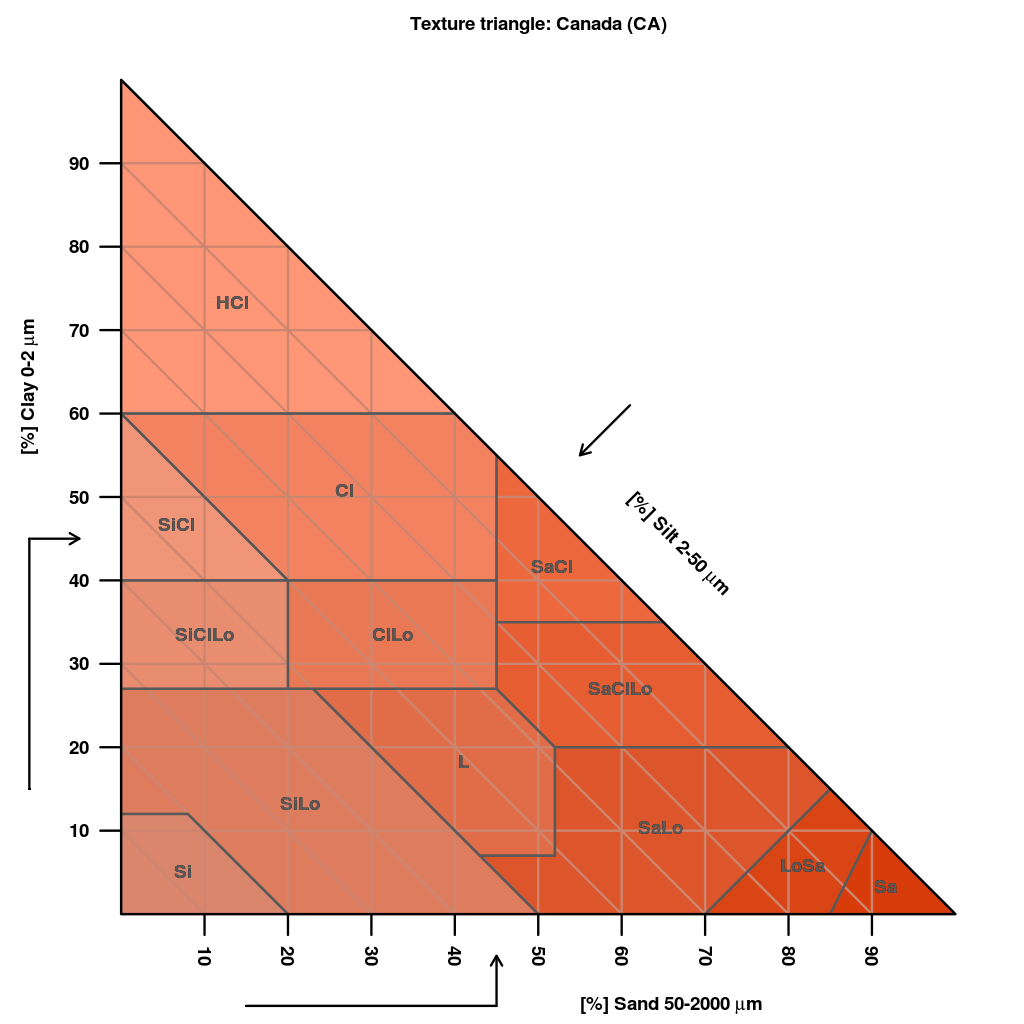 Texture triangle: Canada (CA)
90
80
HCl
70
[%] Clay 0-2 µm
60
50
Cl
SiCl
[%] Silt 2-50 µm
SaCl
40
SiClLo
ClLo
30
SaClLo
20
L
SiLo
SaLo
10
LoSa
Si
Sa
10
20
30
40
50
60
70
80
90
[%] Sand 50-2000 µm